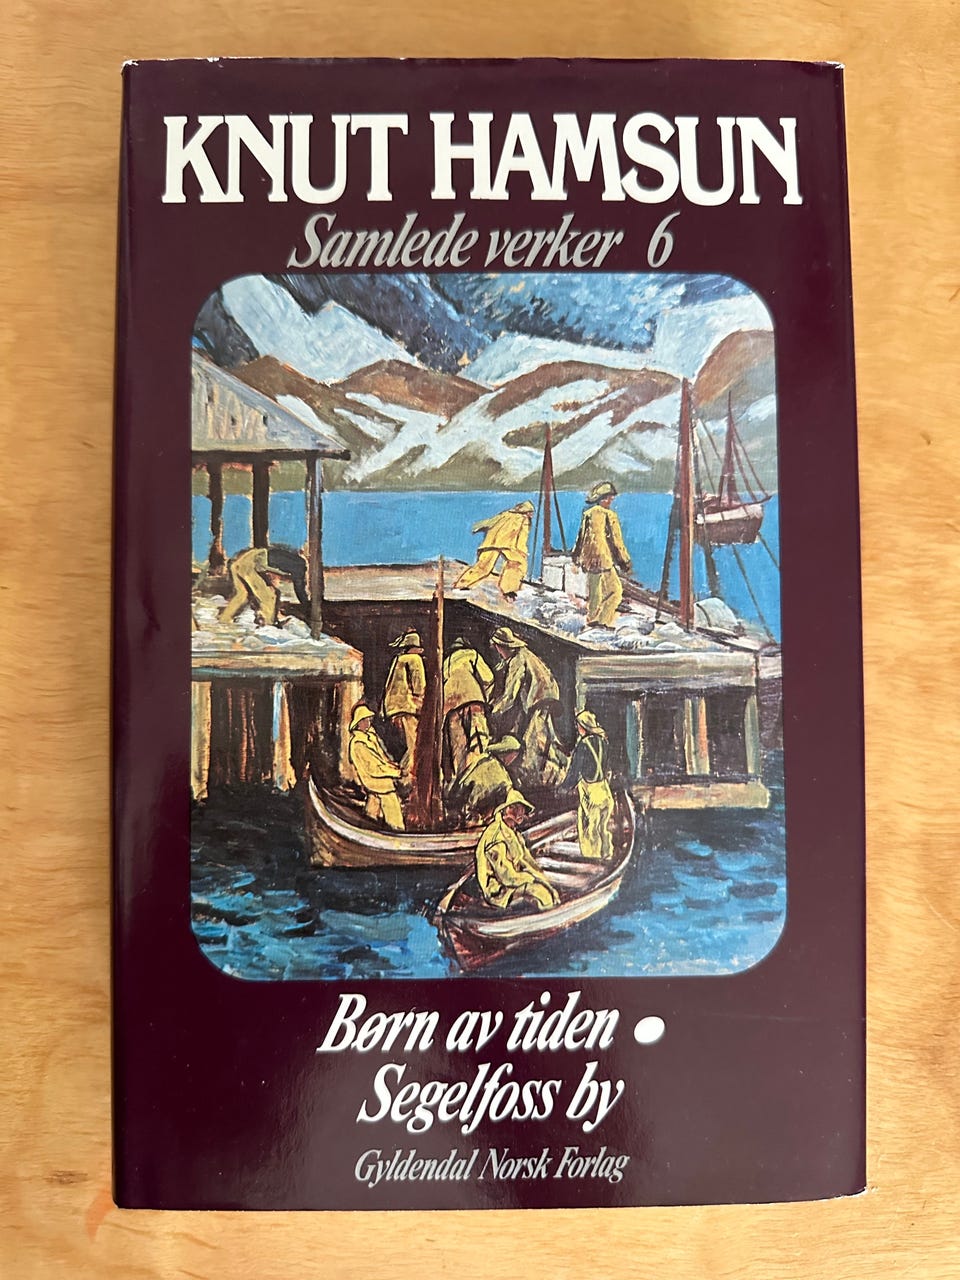 KNUT HAMSUN
Samlede verker 6
Børn av tiden •
Segelfoss by
Gyldendal Norsk Forlag